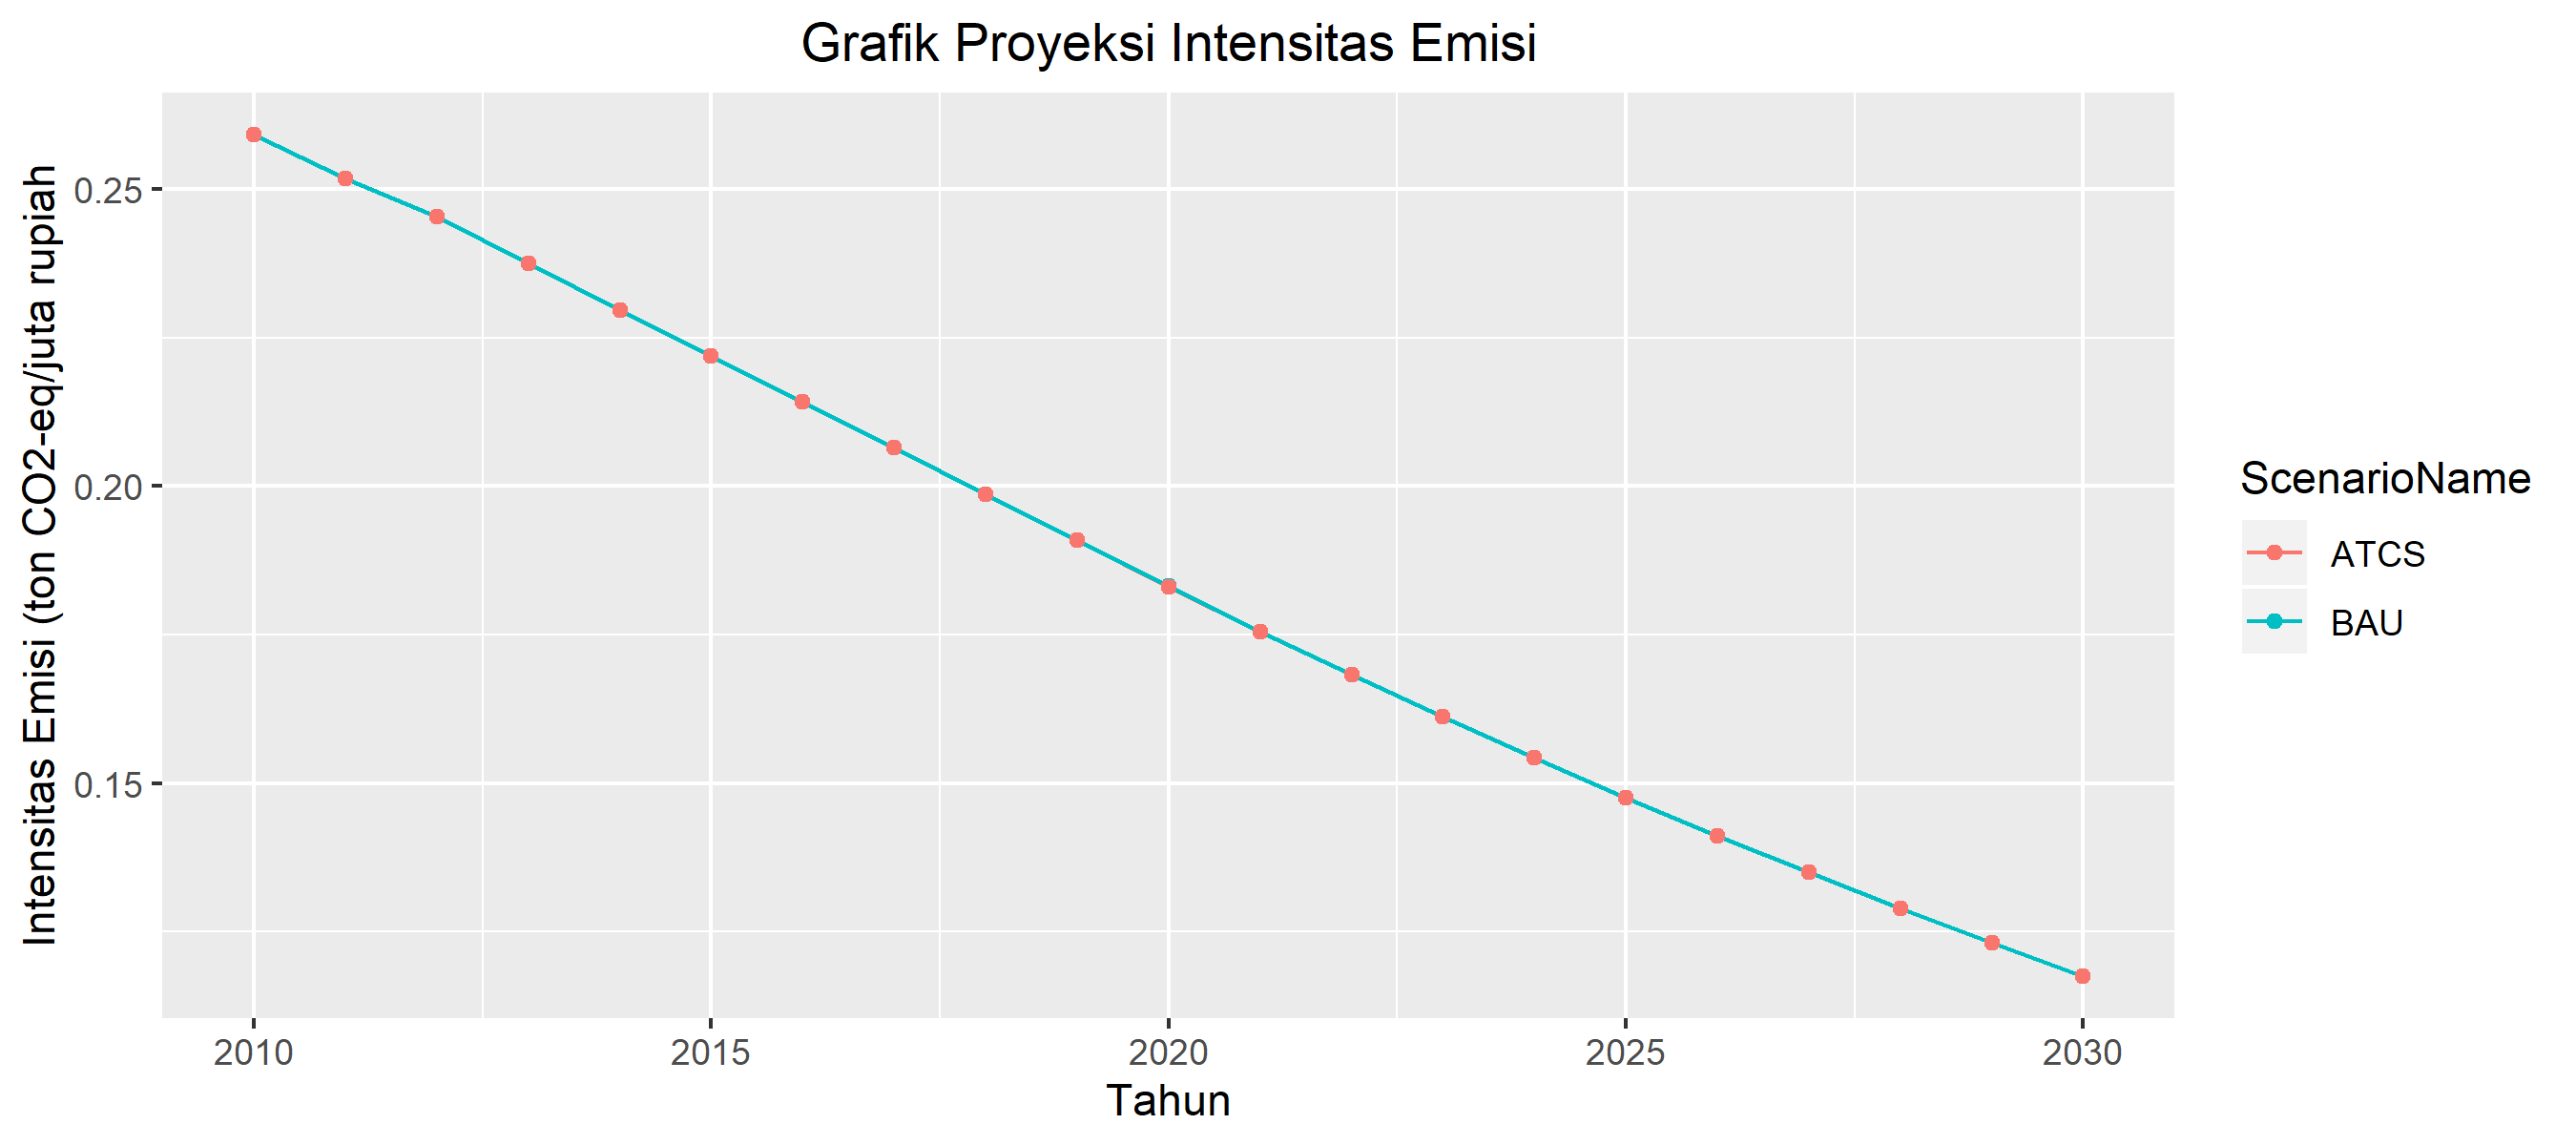 Grafik Proyeksi Intensitas Emisi
Intensitas Emisi (ton CO2-eq/juta rupiah
0.25
0.20
0.15
2010
2015
2020
2025
2030
Tahun
ScenarioName
ATCS
BAU